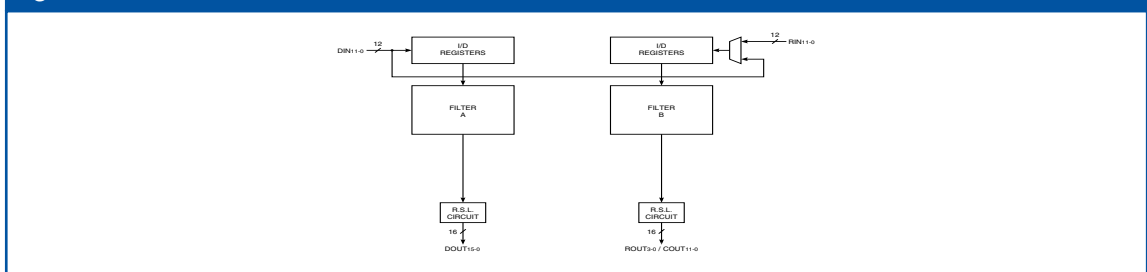 12
DIN11-0
I/D
REGISTERS
I/D
REGISTERS
12
RIN11-0
FILTER
A
FILTER
B
R.S.L.
CIRCUIT
R.S.L.
CIRCUIT
16
16
DOUT15-0
ROUT3-0 / COUT11-0